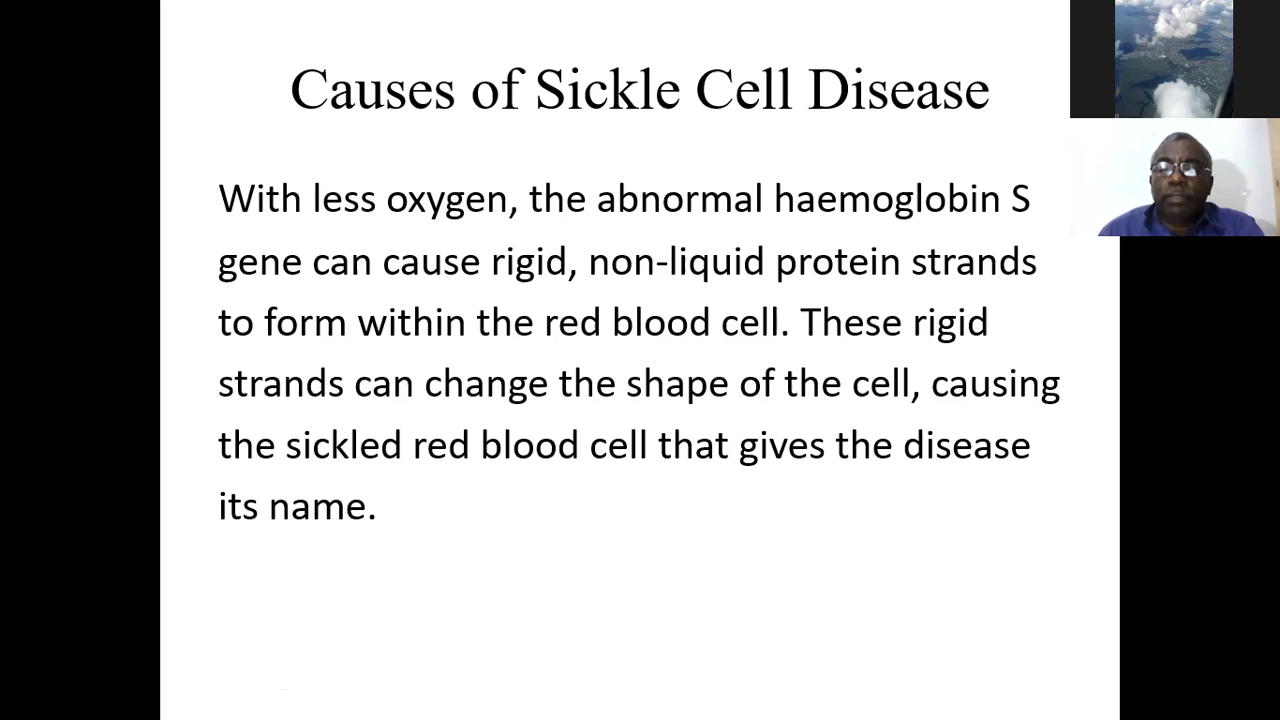 Causes of Sickle Cell Disease
With less oxygen, the abnormal haemoglobin S
gene can cause rigid, non-liquid protein strands
to form within the red blood cell. These rigid
strands can change the shape of the cell, causing
the sickled red blood cell that gives the disease
its name.